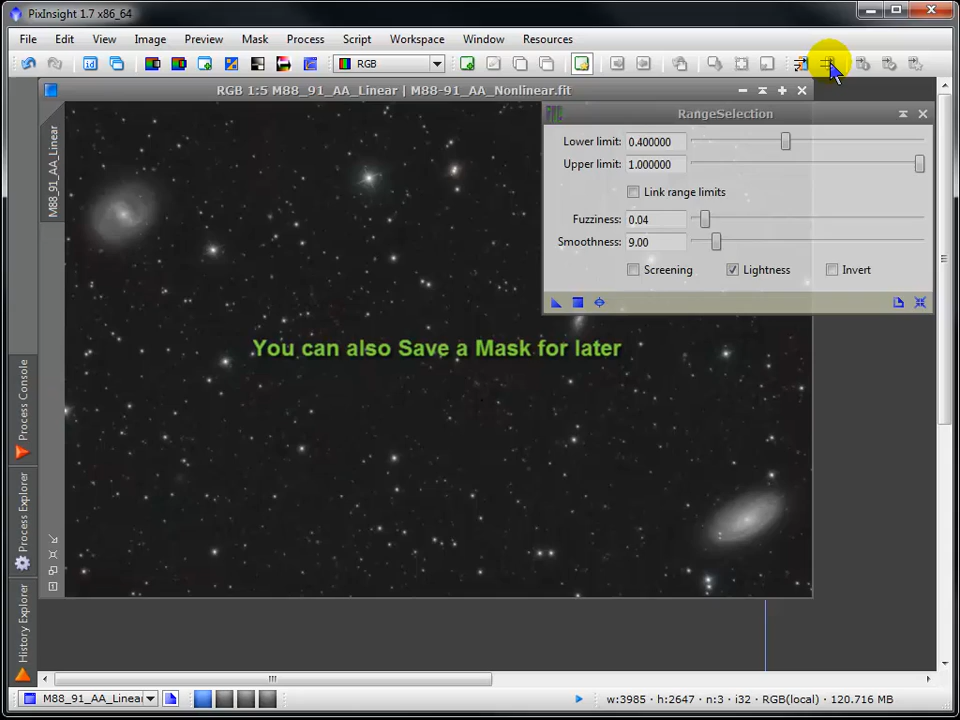 PixInsight 1.7 x86_64
File Edit View Image Preview Mask Process Script Workspace Window Resources
RGB
RGB 1:5 M88_91_AA_Linear | M88-91_AA_Nonlinear.fit
M88_91_AA_Linear
RangeSelection
Lower limit: 0.400000
Upper limit: 1.000000
Link range limits
Fuzziness: 0.04
Smoothness: 9.00
Screening Lightness Invert
You can also Save a Mask for later
Process Console
Process Explorer
History Explorer
M88_91_AA_Linear
w:3985 • h:2647 • n:3 • i32 • RGB(local) • 120.716 MB